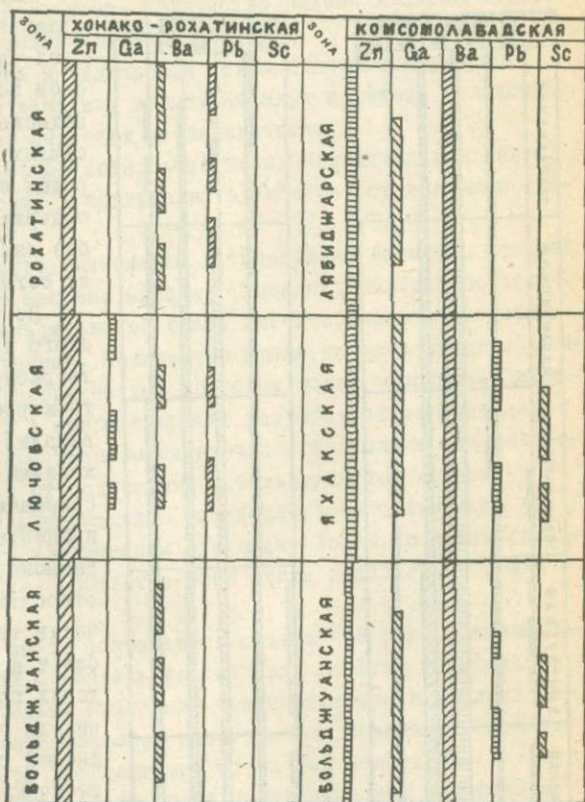 ЗОНА ХОНАКО-РОХАТИНСКАЯ ЗОНА КОМСОМОЛАБАДСКАЯ
Zn Ga Ba Pb Sc Zn Ga Ba Pb Sc
РОХАТИНСКАЯ ЛЯБИДЖАРСКАЯ
ЛЮЧОБСКАЯ ЯХАКСКАЯ
БОЛЬДЖУАНСКАЯ БОЛЬДЖУАНСКАЯ